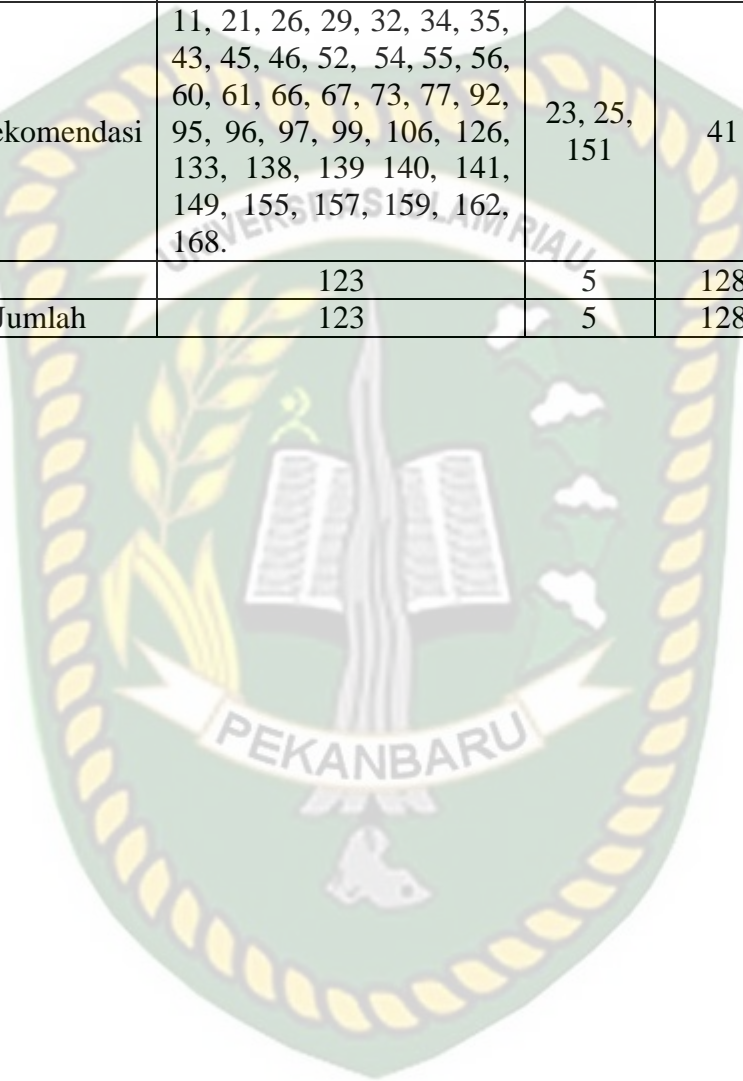 11, 21, 26, 29, 32, 34, 35,
43, 45, 46, 52, 54, 55, 56,
60, 61, 66, 67, 73, 77, 92,
ekomendasi 95, 96, 97, 99, 106, 126, 23, 25, 151 41
133, 138, 139 140, 141,
149, 155, 157, 159, 162,
168.
123 5 128
Jumlah 123 5 128
UNIVERSITAS ISLAM RIAU
PEKANBARU